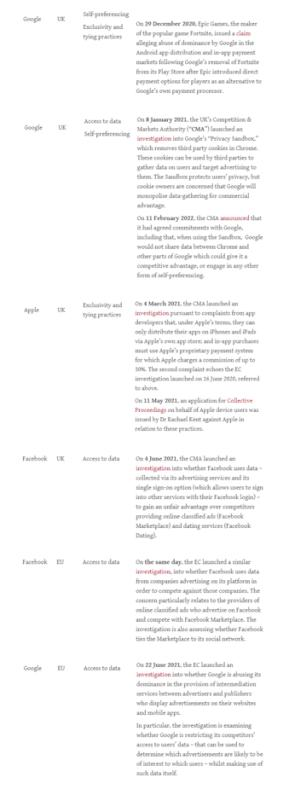 Google UK Self-preferencing
Exclusivity and
tying practices
On 29 December 2020, Epic Games, the maker
of the popular game Fortnite, issued a claim
alleging abuse of dominance by Google in the
Android app distribution and in-app payment
markets following Google's removal of Fortnite
from its Play Store after Epic introduced direct
payment options for players as an alternative to
Google's own payment processor.
Google UK Access to data
Self-preferencing
On 8 January 2021, the UK's Competition &
Markets Authority ("CMA") launched an
investigation into Google's "Privacy Sandbox,"
which removes third party cookies in Chrome.
These cookies can be used by third parties to
gather data on users and target advertising to
them. The Sandbox protects users' privacy, but
cookie owners are concerned that Google will
monopolise data-gathering for commercial
advantage.
On 11 February 2022, the CMA announced that
it had agreed commitments with Google,
including that, when using the Sandbox, Google
would not share data between Chrome and
other parts of Google which could give it a
competitive advantage, or engage in any other
form of self-preferencing.
Apple UK Exclusivity and
tying practices
On 4 March 2021, the CMA launched an
investigation pursuant to complaints from app
developers that, under Apple's terms, they can
only distribute their apps on iPhones and iPads
via Apple's own app store; and in-app purchases
must use Apple's proprietary payment system
for which Apple charges a commission of up to
30%. The second complaint echoes the EC
investigation launched on 16 June 2020, referred
to above.
On 11 May 2021, an application for Collective
Proceedings on behalf of Apple device users was
issued by Dr Rachael Kent against Apple in
relation to these practices.
Facebook UK Access to data
On 4 June 2021, the CMA launched an
investigation into whether Facebook uses data –
collected via its advertising services and its
single sign-on option (which allows users to sign
into other services with their Facebook login) –
to gain an unfair advantage over competitors
providing online classified ads (Facebook
Marketplace) and dating services (Facebook
Dating).
Facebook EU Access to data
On the same day, the EC launched a similar
investigation, into whether Facebook uses data
from companies advertising on its platform in
order to compete against those companies. The
concern particularly relates to the providers of
online classified ads who advertise on Facebook
and compete with Facebook Marketplace. The
investigation is also assessing whether Facebook
ties the Marketplace to its social network.
Google EU Access to data
On 22 June 2021, the EC launched an
investigation into whether Google is abusing its
dominance in the provision of intermediation
services between advertisers and publishers
who display advertisements on their websites
and mobile apps.
In particular, the investigation is examining
whether Google is restricting its competitors'
access to users' data – that can be used to
determine which advertisements are likely to be
of interest to which users – whilst making use of
such data itself.